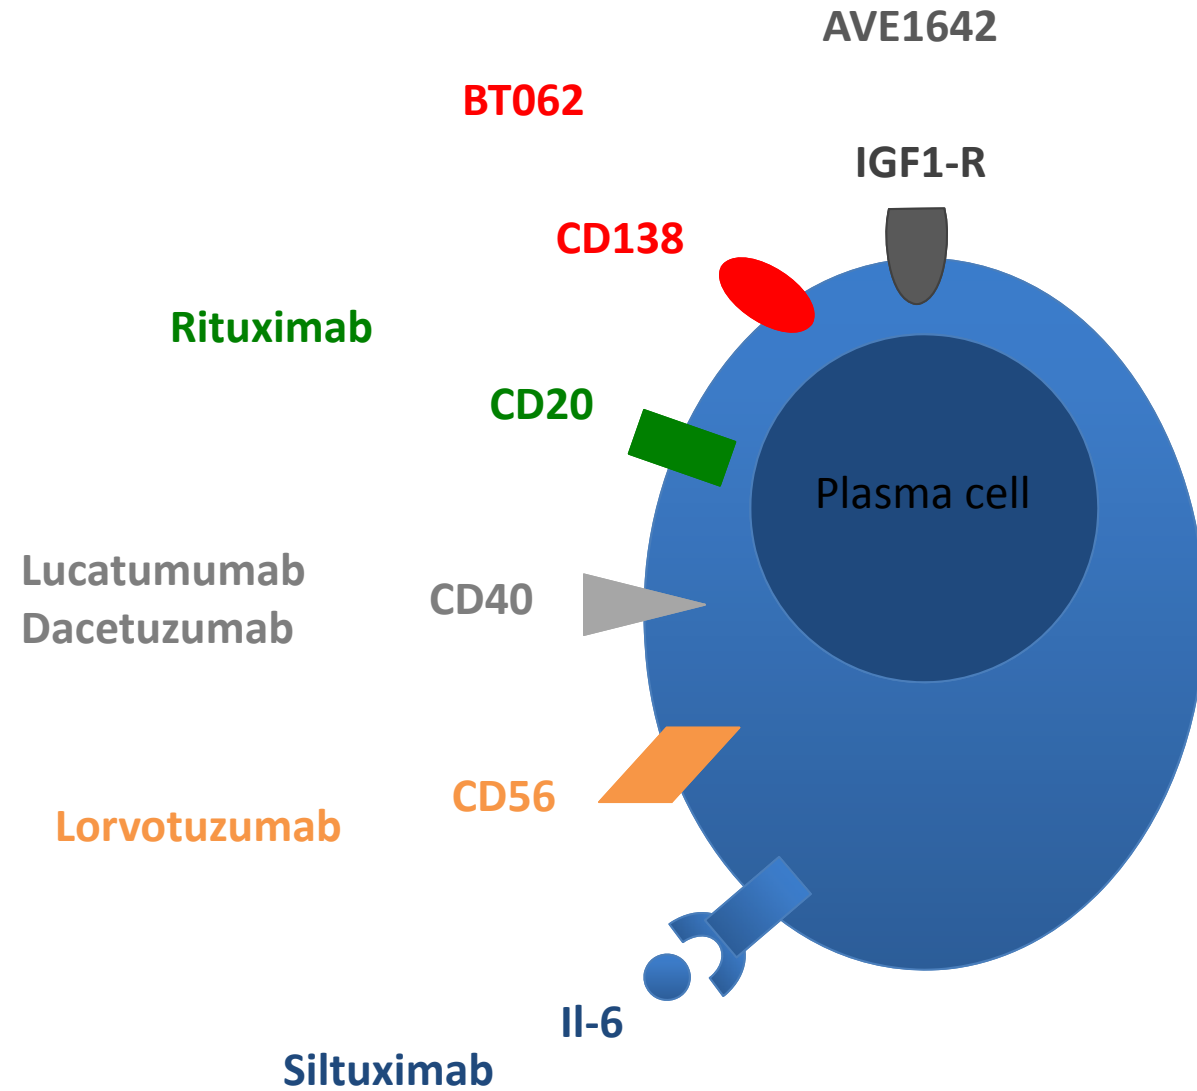 AVE1642
BT062
IGF1-R
CD138
Rituximab
CD20
Plasma cell
Lucatumumab
Dacetuzumab
CD40
CD56
Lorvotuzumab
Il-6
Siltuximab